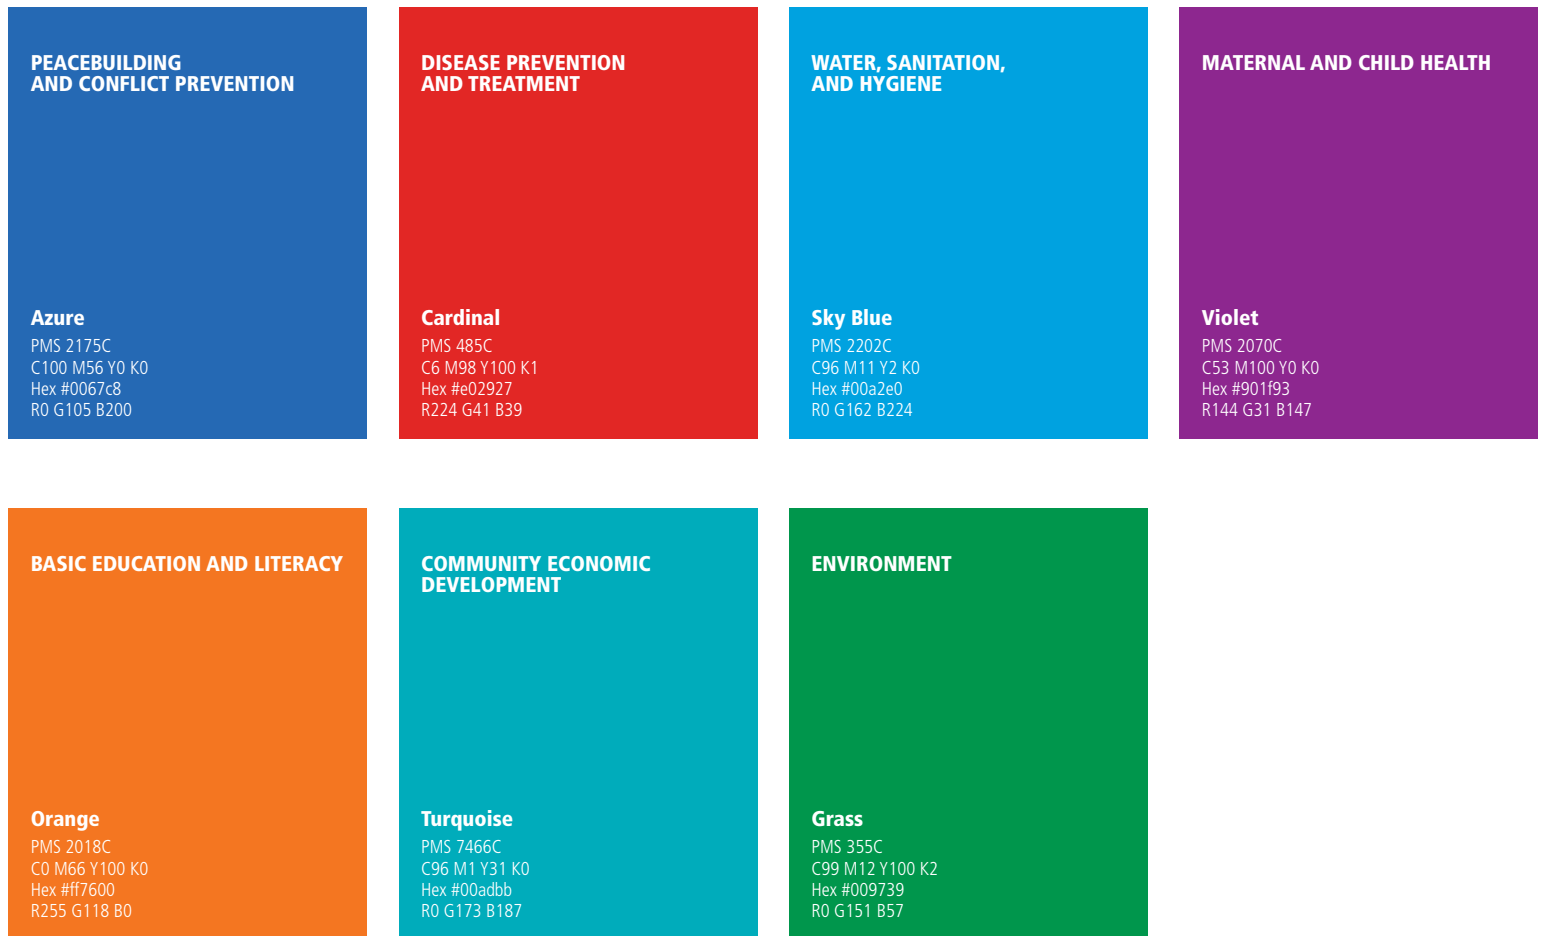 PEACEBUILDING
AND CONFLICT PREVENTION
Azure
PMS 2175C
C100 M56 Y0 K0
Hex #0067c8
R0 G105 B200
DISEASE PREVENTION
AND TREATMENT
Cardinal
PMS 485C
C6 M98 Y100 K1
Hex #e02927
R224 G41 B39
WATER, SANITATION,
AND HYGIENE
Sky Blue
PMS 2202C
C96 M11 Y2 K0
Hex #00a2e0
R0 G162 B224
MATERNAL AND CHILD HEALTH
Violet
PMS 2070C
C53 M100 Y0 K0
Hex #901f93
R144 G31 B147
BASIC EDUCATION AND LITERACY
Orange
PMS 2018C
C0 M66 Y100 K0
Hex #ff7600
R255 G118 B0
COMMUNITY ECONOMIC
DEVELOPMENT
Turquoise
PMS 7466C
C96 M1 Y31 K0
Hex #00adbb
R0 G173 B187
ENVIRONMENT
Grass
PMS 355C
C99 M12 Y100 K2
Hex #009739
R0 G151 B57